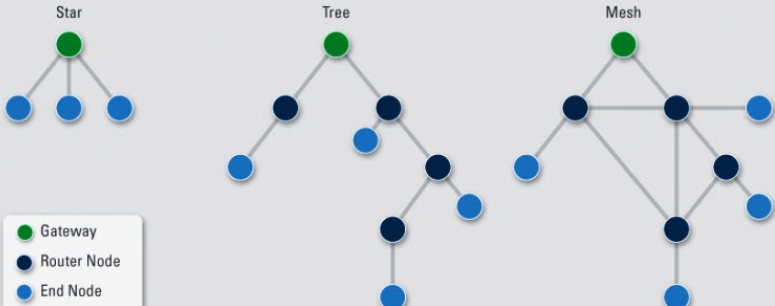 Star
Tree
Mesh
Gateway
Router Node
End Node